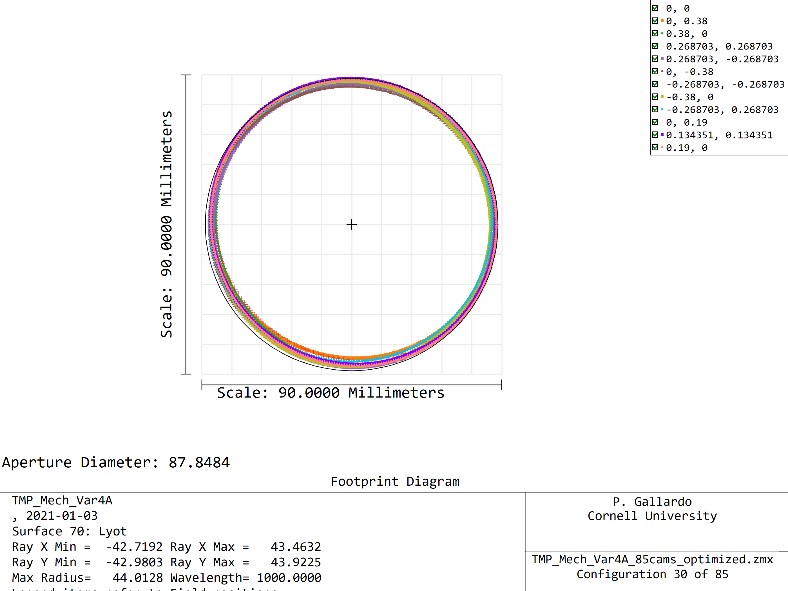 0, 0
0, 0.38
0.38, 0
0.268703, 0.268703
0.268703, -0.268703
0, -0.38
-0.268703, -0.268703
-0.38, 0
-0.268703, 0.268703
0, 0.19
0.134351, 0.134351
0.19, 0
Scale: 90.0000 Millimeters
Scale: 90.0000 Millimeters
Aperture Diameter: 87.8484
Footprint Diagram
TMP_Mech_Var4A
, 2021-01-03
Surface 70: Lyot
Ray X Min = -42.7192 Ray X Max = 43.4632
Ray Y Min = -42.9803 Ray Y Max = 43.9225
Max Radius= 44.0128 Wavelength= 1000.0000
P. Gallardo
Cornell University
TMP_Mech_Var4A_85cams_optimized.zmx
Configuration 30 of 85